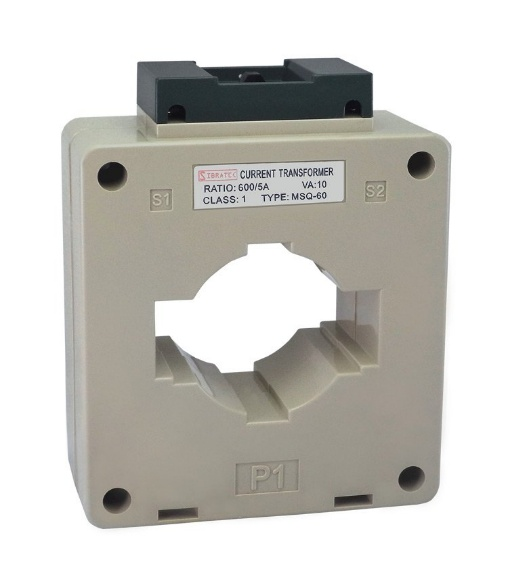 SIBRATEC CURRENT TRANSFORMER
RATIO: 600/5A VA:10
CLASS: 1 TYPE: MSQ-60
S1 S2
P1